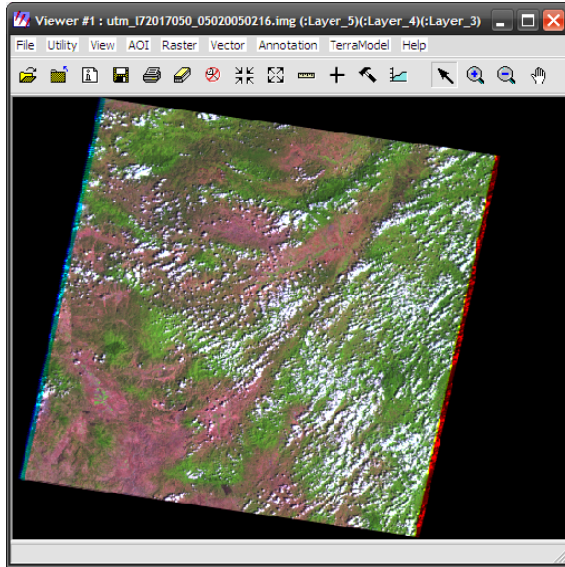 Viewer #1 : utm_l72017050_05020050216.img (:Layer_5)(:Layer_4)(:Layer_3)
File Utility View AOI Raster Vector Annotation TerraModel Help